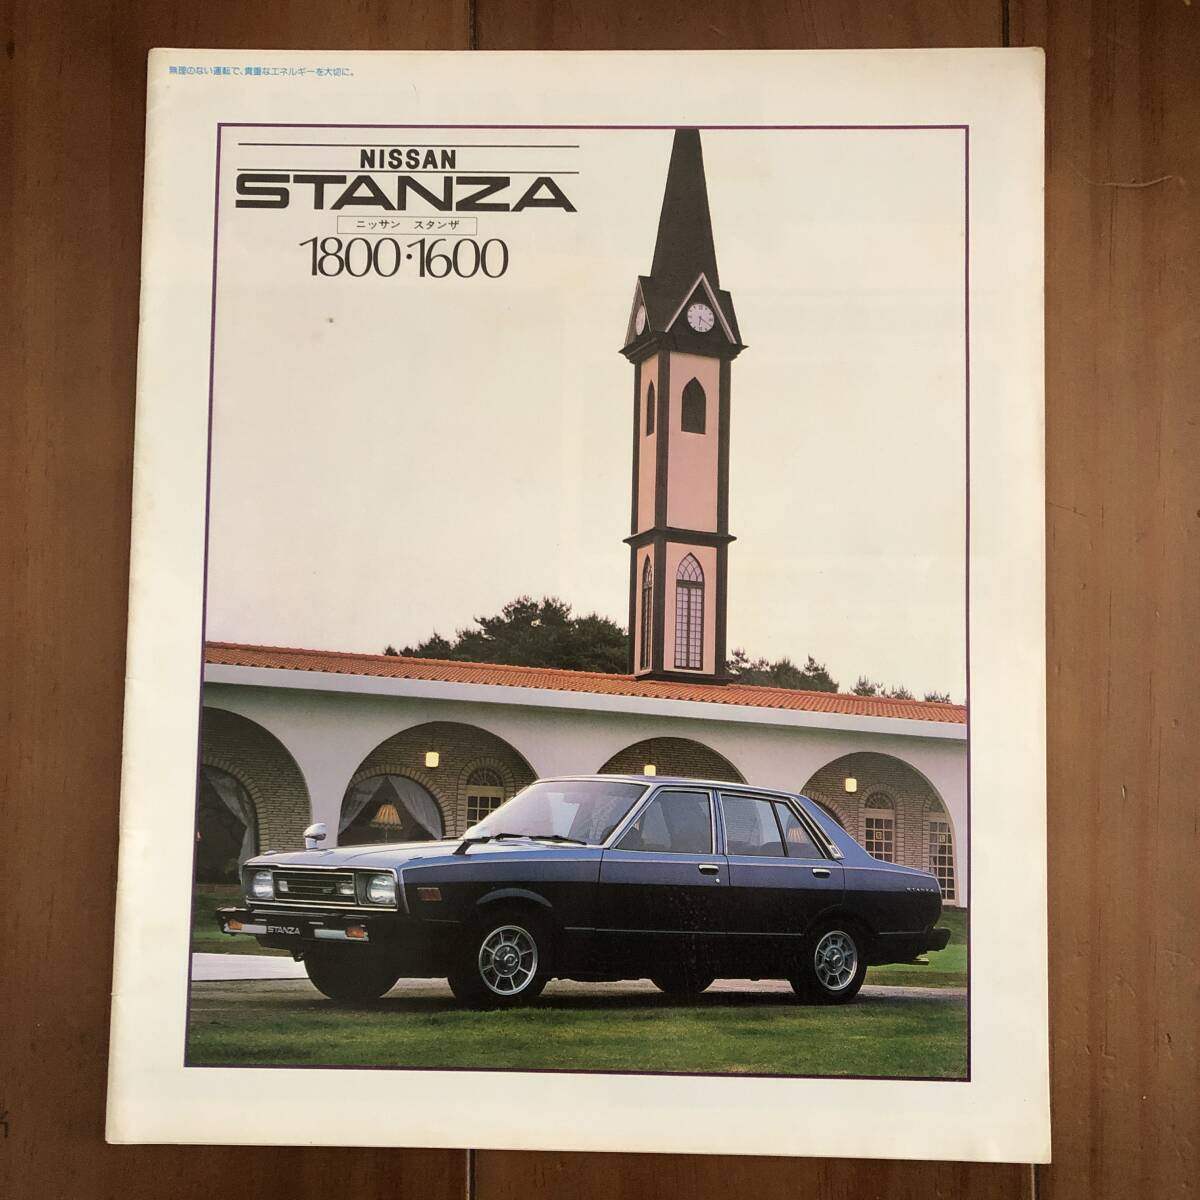 無理のない運転で、貴重なエネルギーを大切に。
NISSAN
STANZA
ニッサン スタンザ
1800・1600
STANZA
STANZA